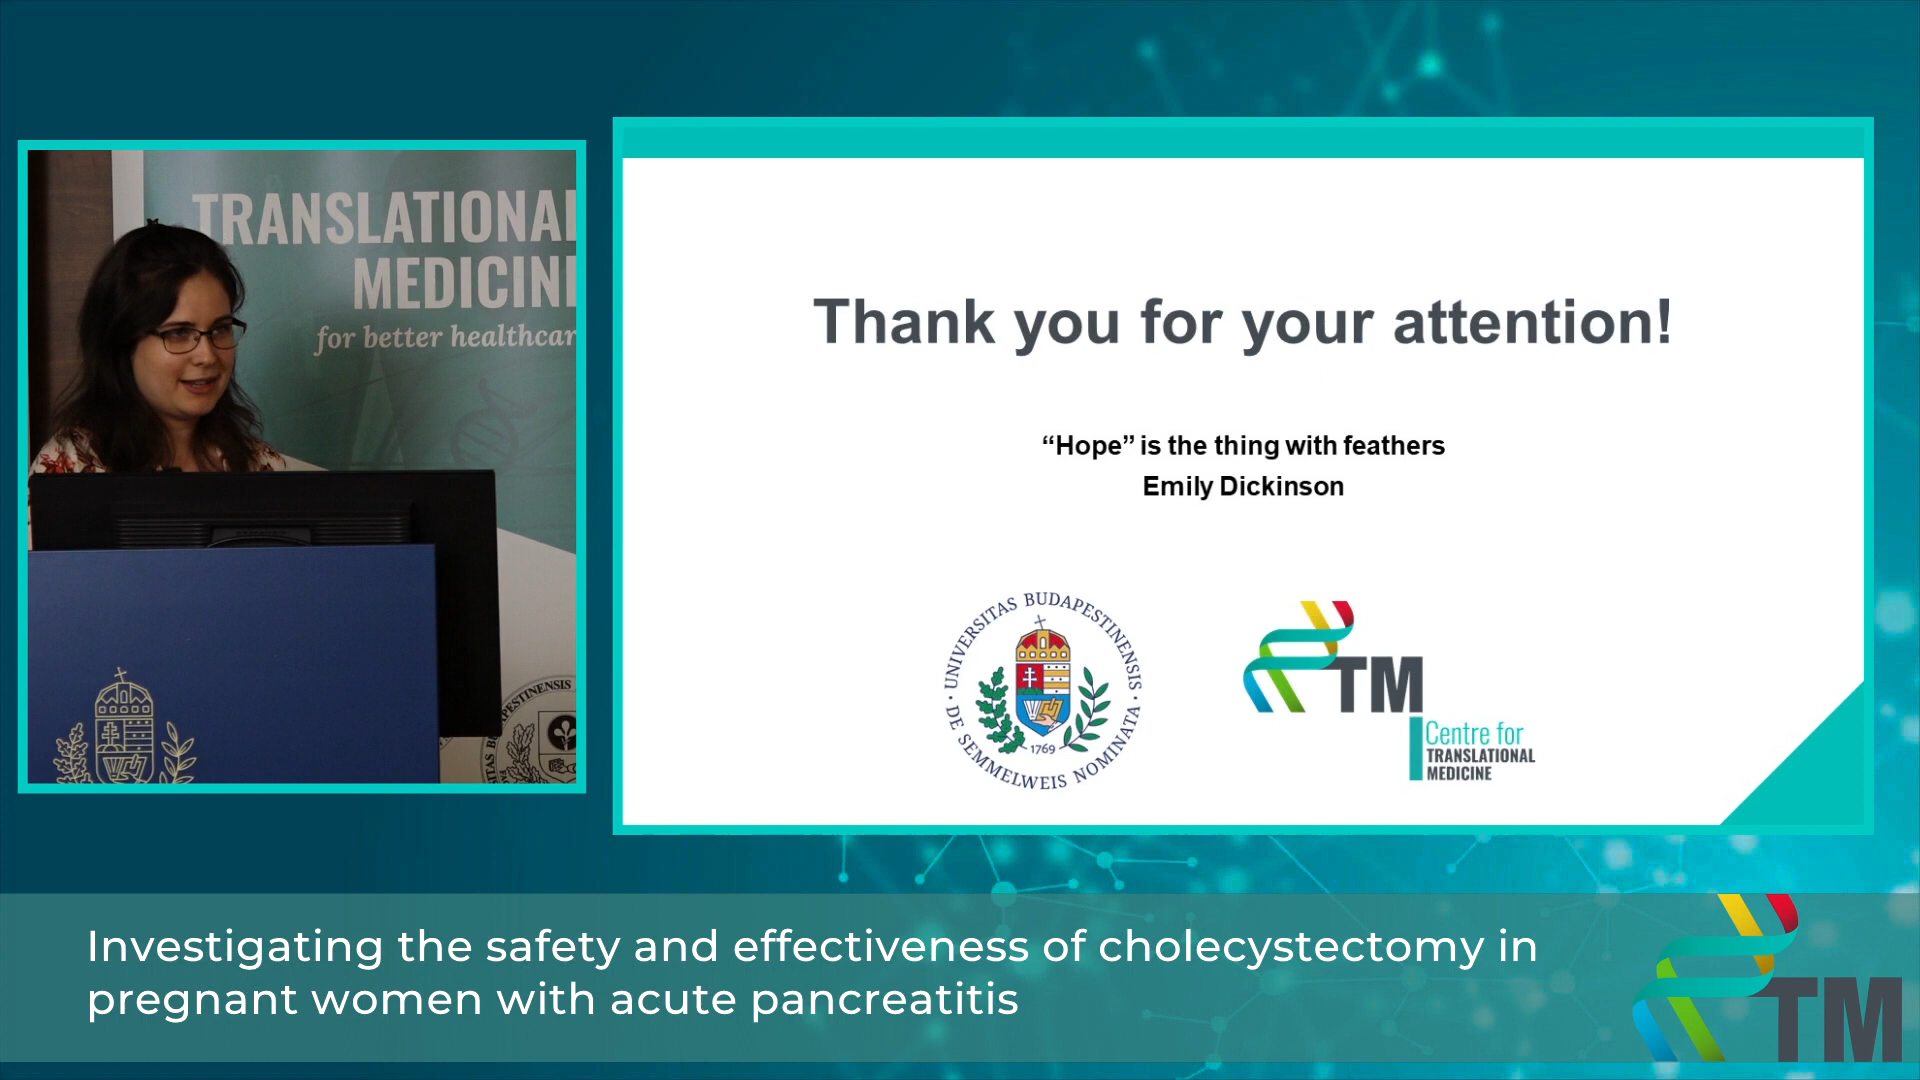 TRANSLATIONAL
MEDICIN
for better healthcar
Thank you for your attention!
“Hope” is the thing with feathers
Emily Dickinson
UNIVERSITAS BUDAPESTINENSIS
DE SEMMELWEIS NOMINATA
1769
TM
Centre for
TRANSLATIONAL
MEDICINE
Investigating the safety and effectiveness of cholecystectomy in
pregnant women with acute pancreatitis
TM